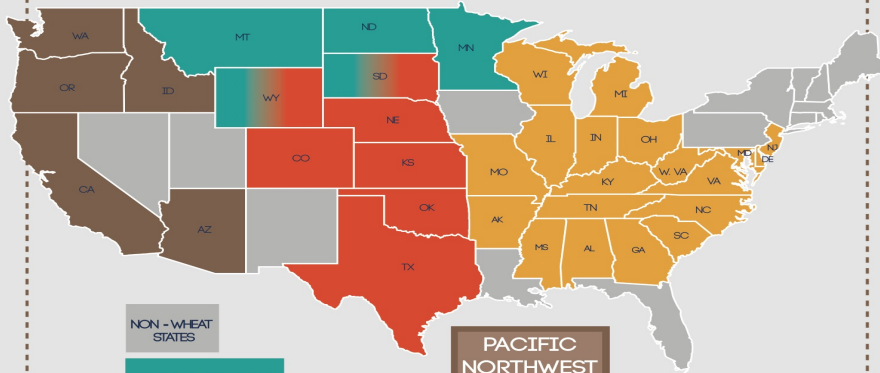 WA
MT
ND
MN
OR
ID
WY
SD
WI
MI
NE
IL
IN
OH
MD
NJ
DE
CO
KS
MO
KY
W. VA
VA
CA
AZ
OK
AK
TN
NC
SC
MS
AL
GA
TX
NON - WHEAT
STATES
PACIFIC
NORTHWEST